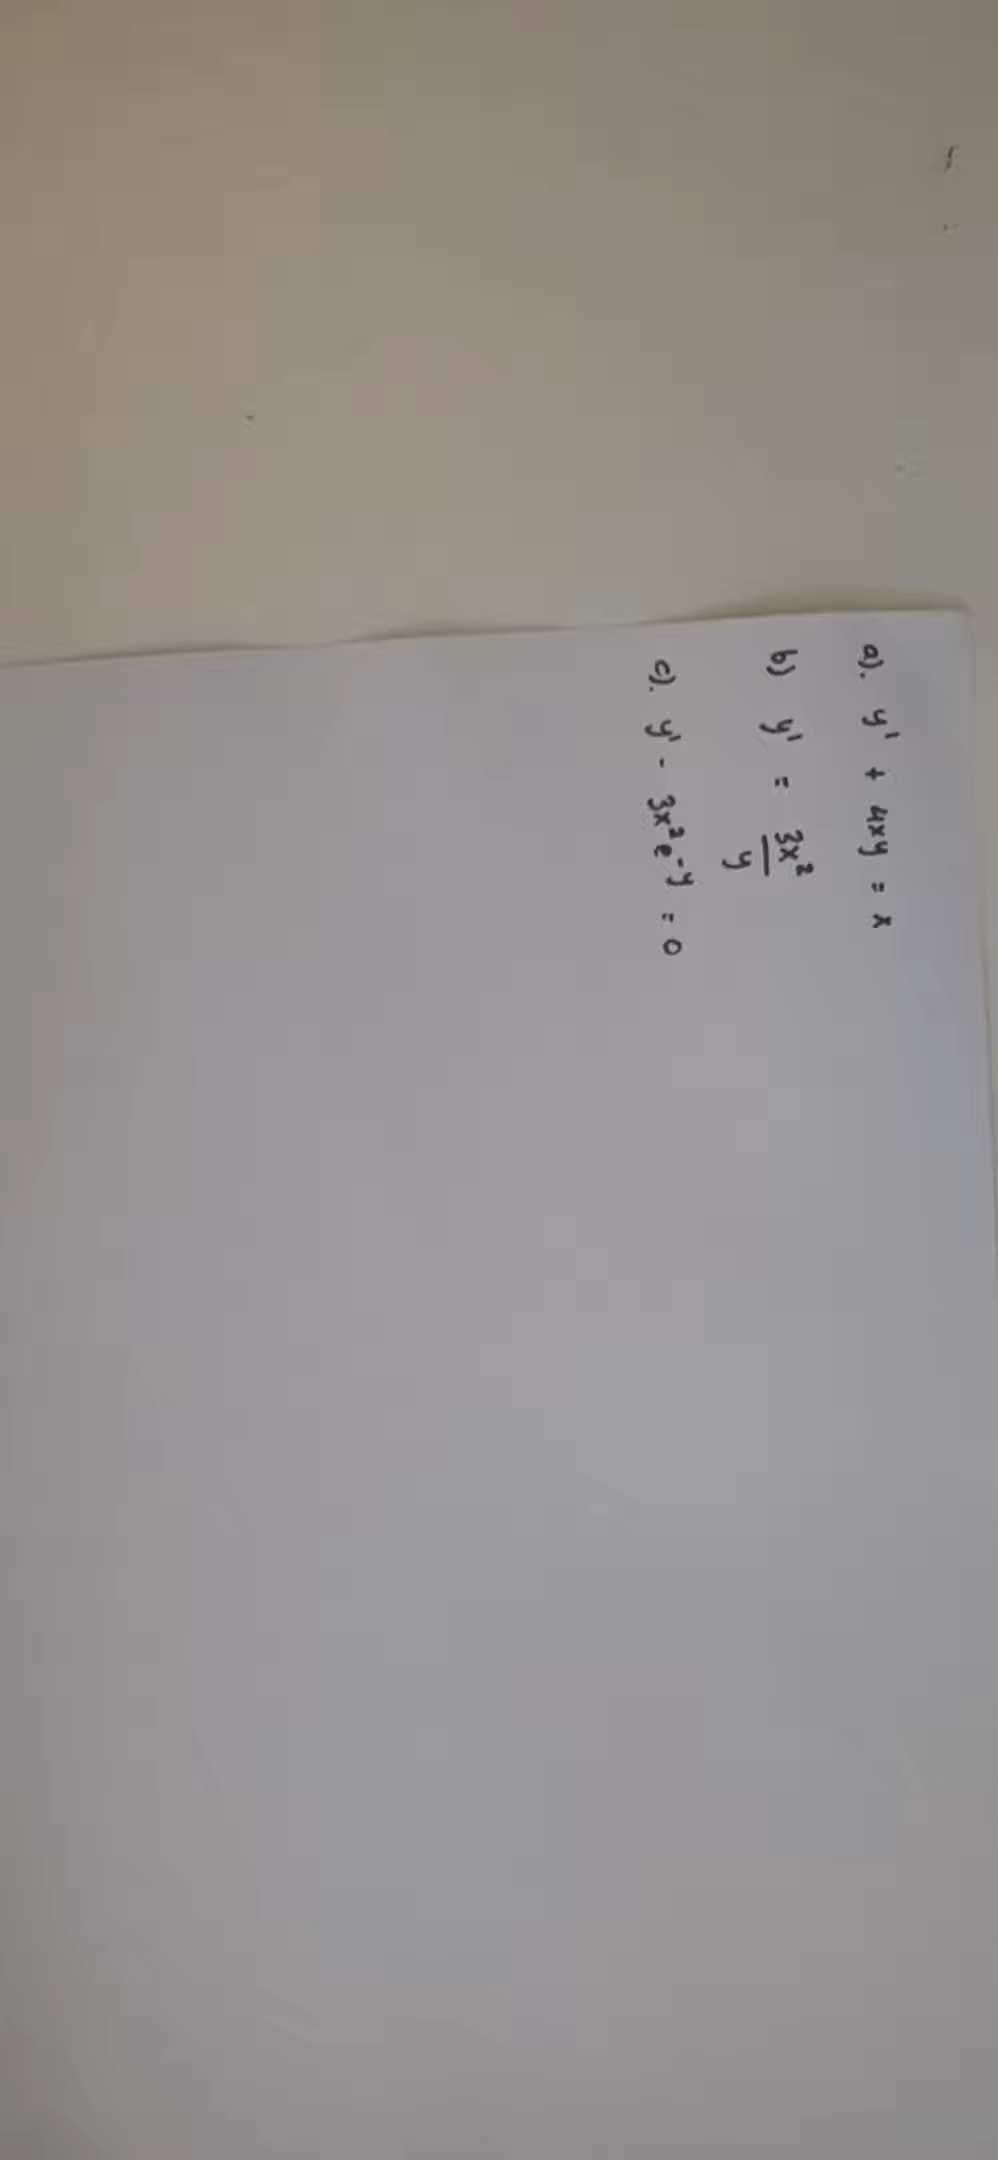 a). y' + 4xy = x
b) y' = 3x²/y
c). y' - 3x²e^-y = 0